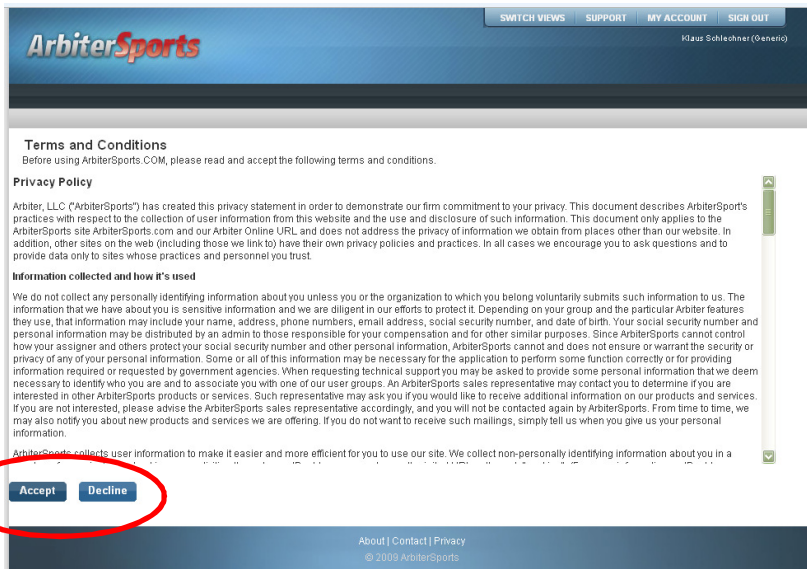 SWITCH VIEWS SUPPORT MY ACCOUNT SIGN OUT
ArbiterSports
Klaus Schlechner (Generic)
Terms and Conditions
Before using ArbiterSports.COM, please read and accept the following terms and conditions.
Privacy Policy
Arbiter, LLC ("ArbiterSports") has created this privacy statement in order to demonstrate our firm commitment to your privacy. This document describes ArbiterSport's
practices with respect to the collection of user information from this website and the use and disclosure of such information. This document only applies to the
ArbiterSports site ArbiterSports.com and our Arbiter Online URL and does not address the privacy of information we obtain from places other than our website. In
addition, other sites on the web (including those we link to) have their own privacy policies and practices. In all cases we encourage you to ask questions and to
provide data only to sites whose practices and personnel you trust.
Information collected and how it's used
We do not collect any personally identifying information about you unless you or the organization to which you belong voluntarily submits such information to us. The
information that we have about you is sensitive information and we are diligent in our efforts to protect it. Depending on your group and the particular Arbiter features
they use, that information may include your name, address, phone numbers, email address, social security number, and date of birth. Your social security number and
personal information may be distributed by an admin to those responsible for your compensation and for other similar purposes. Since ArbiterSports cannot control
how your assigner and others protect your social security number and other personal information, ArbiterSports cannot and does not ensure or warrant the security or
privacy of any of your personal information. Some or all of this information may be necessary for the application to perform some function correctly or for providing
information required or requested by government agencies. When requesting technical support you may be asked to provide some personal information that we deem
necessary to identify who you are and to associate you with one of our user groups. An ArbiterSports sales representative may contact you to determine if you are
interested in other ArbiterSports products or services. Such representative may ask you if you would like to receive additional information on our products and services.
If you are not interested, please advise the ArbiterSports sales representative accordingly, and you will not be contacted again by ArbiterSports. From time to time, we
may also notify you about new products and services we are offering. If you do not want to receive such mailings, simply tell us when you give us your personal
information.
ArbiterSports collects user information to make it easier and more efficient for you to use our site. We collect non-personally identifying information about you in a
Accept Decline
About | Contact | Privacy
© 2009 ArbiterSports